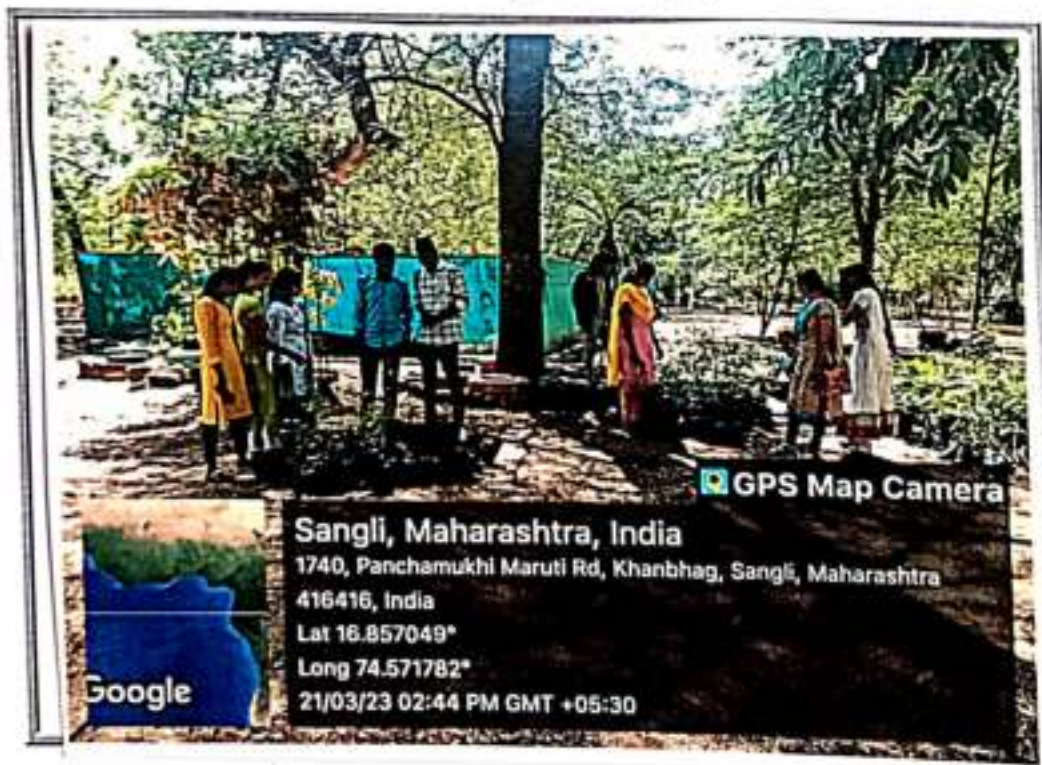 GPS Map Camera
Sangli, Maharashtra, India
1740, Panchamukhi Maruti Rd, Khanbhag, Sangli, Maharashtra
416416, India
Lat 16.857049°
Long 74.571782°
21/03/23 02:44 PM GMT +05:30
Google